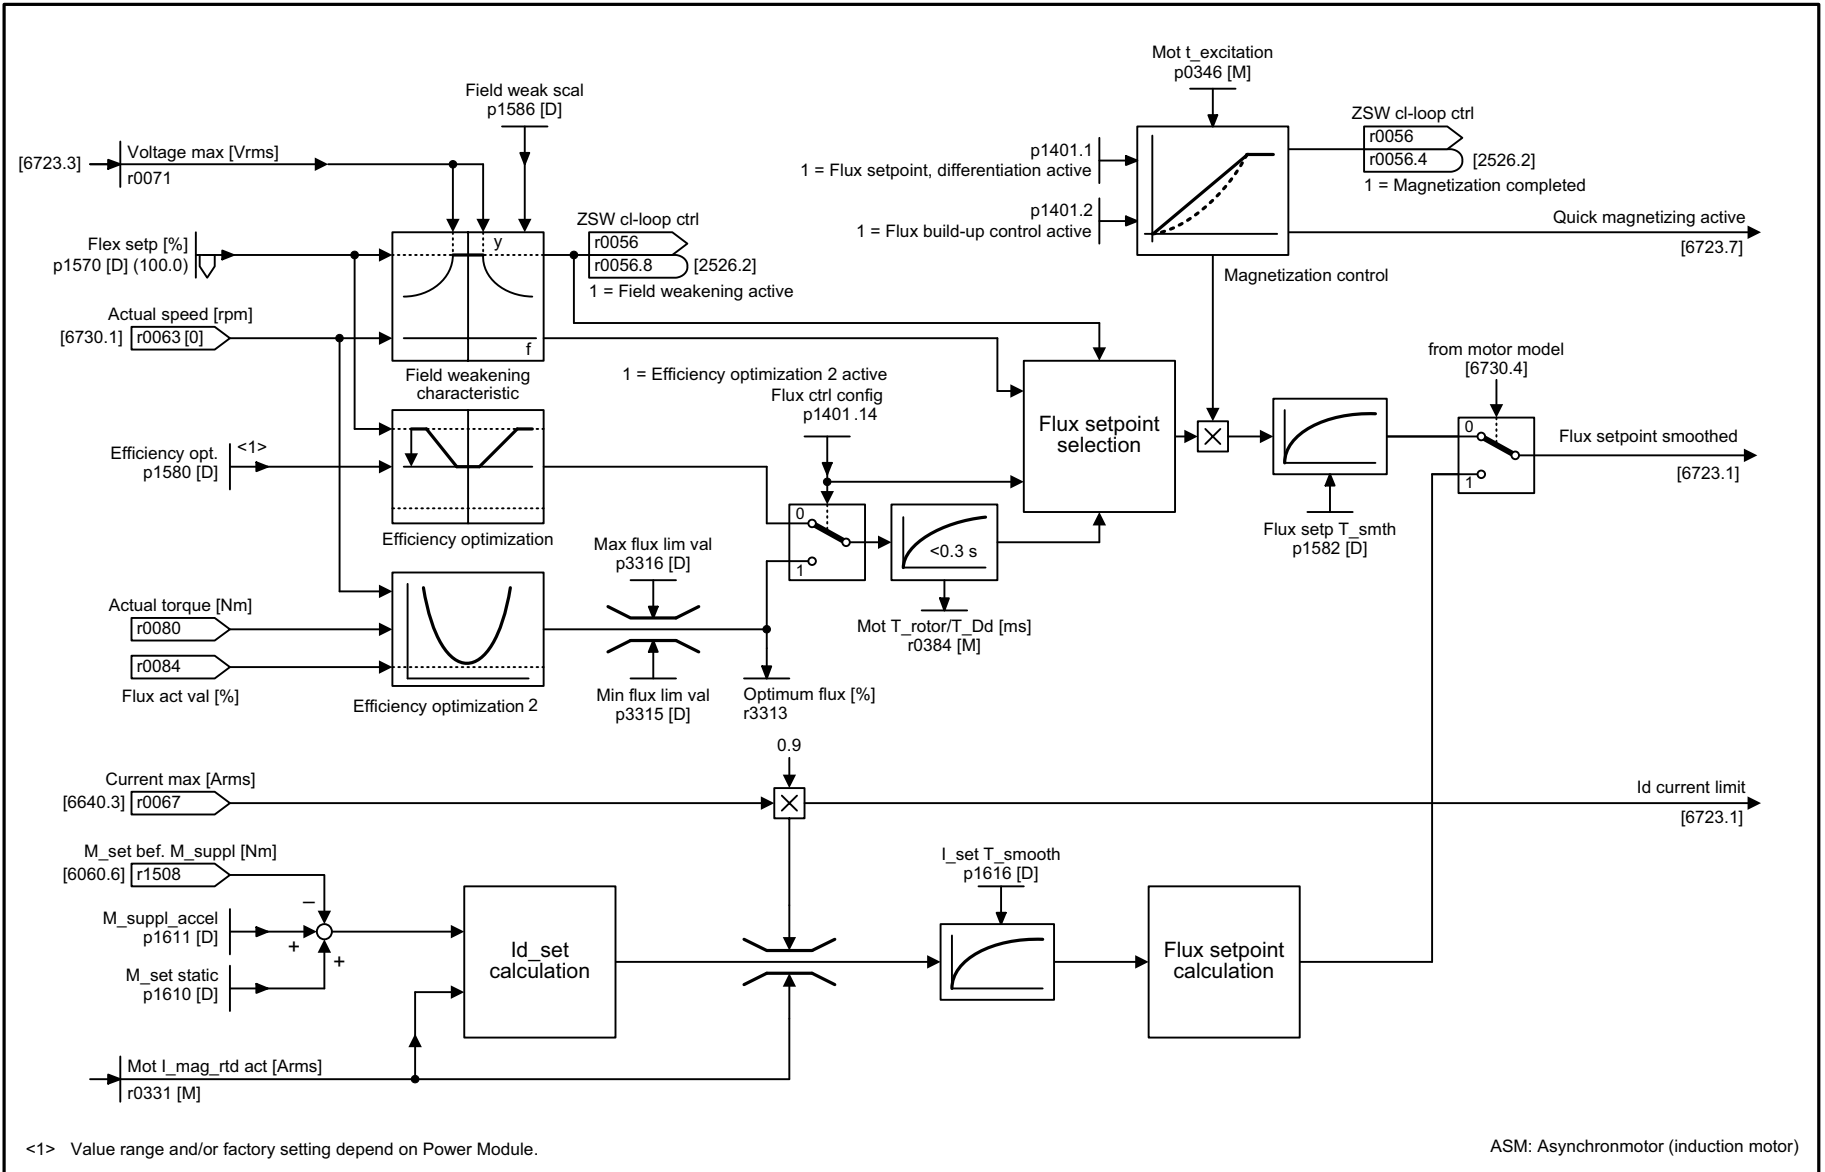 Mot t_excitation
p0346 [M]
Field weak scal
p1586 [D]
ZSW cl-loop ctrl
r0056
r0056.4
[2526.2]
1 = Magnetization completed
[6723.3]
Voltage max [Vrms]
r0071
p1401.1
1 = Flux setpoint, differentiation active
p1401.2
1 = Flux build-up control active
Quick magnetizing active
[6723.7]
Magnetization control
Flex setp [%]
p1570 [D] (100.0)
y
f
ZSW cl-loop ctrl
r0056
r0056.8
[2526.2]
1 = Field weakening active
Actual speed [rpm]
[6730.1]
r0063 [0]
Field weakening
characteristic
1 = Efficiency optimization 2 active
Flux ctrl config
p1401.14
Flux setpoint
selection
from motor model
[6730.4]
0
1
Flux setpoint smoothed
[6723.1]
Flux setp T_smth
p1582 [D]
Efficiency opt.
p1580 [D]
<1>
Efficiency optimization
0
1
<0.3 s
Mot T_rotor/T_Dd [ms]
r0384 [M]
Max flux lim val
p3316 [D]
Actual torque [Nm]
r0080
r0084
Flux act val [%]
Efficiency optimization 2
Min flux lim val
p3315 [D]
Optimum flux [%]
r3313
0.9
Current max [Arms]
[6640.3]
r0067
Id current limit
[6723.1]
M_set bef. M_suppl [Nm]
[6060.6]
r1508
–
M_suppl_accel
p1611 [D]
+
+
M_set static
p1610 [D]
Id_set
calculation
I_set T_smooth
p1616 [D]
Flux setpoint
calculation
Mot I_mag_rtd act [Arms]
r0331 [M]
<1> Value range and/or factory setting depend on Power Module.
ASM: Asynchronmotor (induction motor)